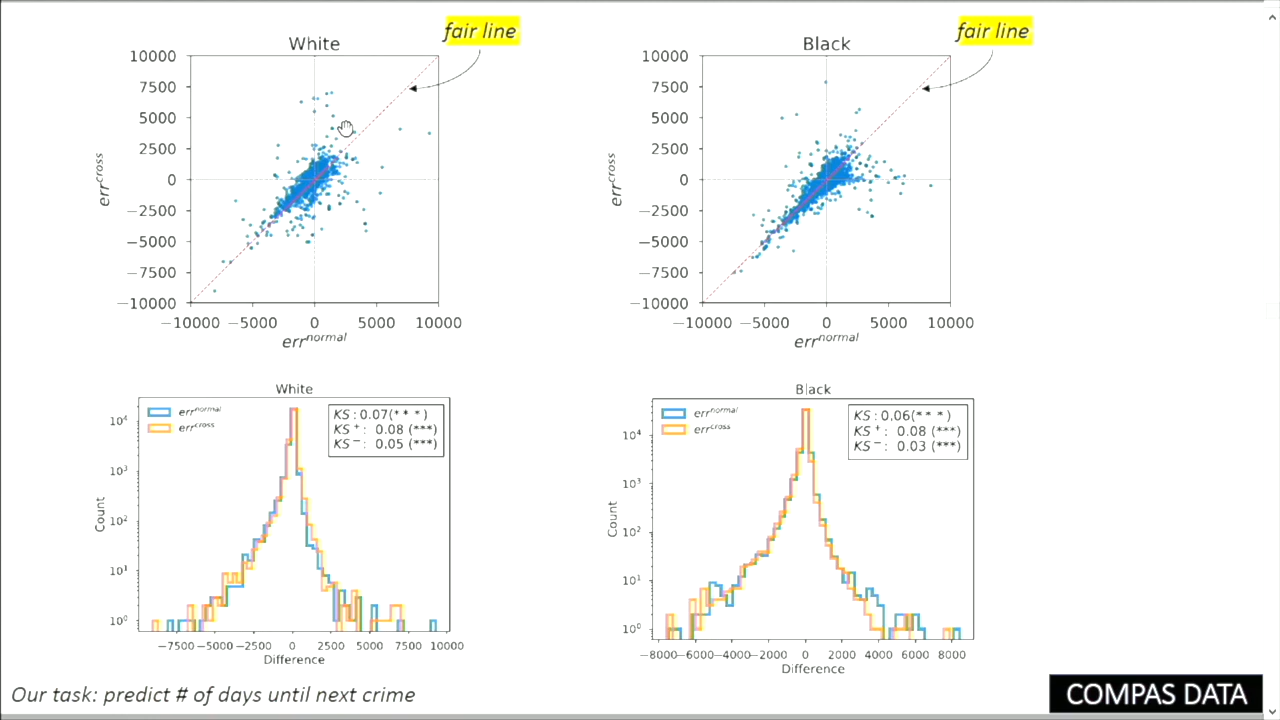 fair line
fair line
White
Black
10000
7500
5000
2500
0
−2500
−5000
−7500
−10000
err^cross
−10000 −5000 0 5000 10000
err^normal
10000
7500
5000
2500
0
−2500
−5000
−7500
−10000
err^cross
−10000 −5000 0 5000 10000
err^normal
White
err^normal
err^cross
KS : 0.07(***)
KS⁺ : 0.08 (***)
KS⁻ : 0.05 (***)
10⁴
10³
10²
10¹
10⁰
Count
−7500 −5000 −2500 0 2500 5000 7500 10000
Difference
Black
err^normal
err^cross
KS : 0.06(***)
KS⁺ : 0.08 (***)
KS⁻ : 0.03 (***)
10⁴
10³
10²
10¹
10⁰
Count
−8000 −6000 −4000 −2000 0 2000 4000 6000 8000
Difference
Our task: predict # of days until next crime
COMPAS DATA